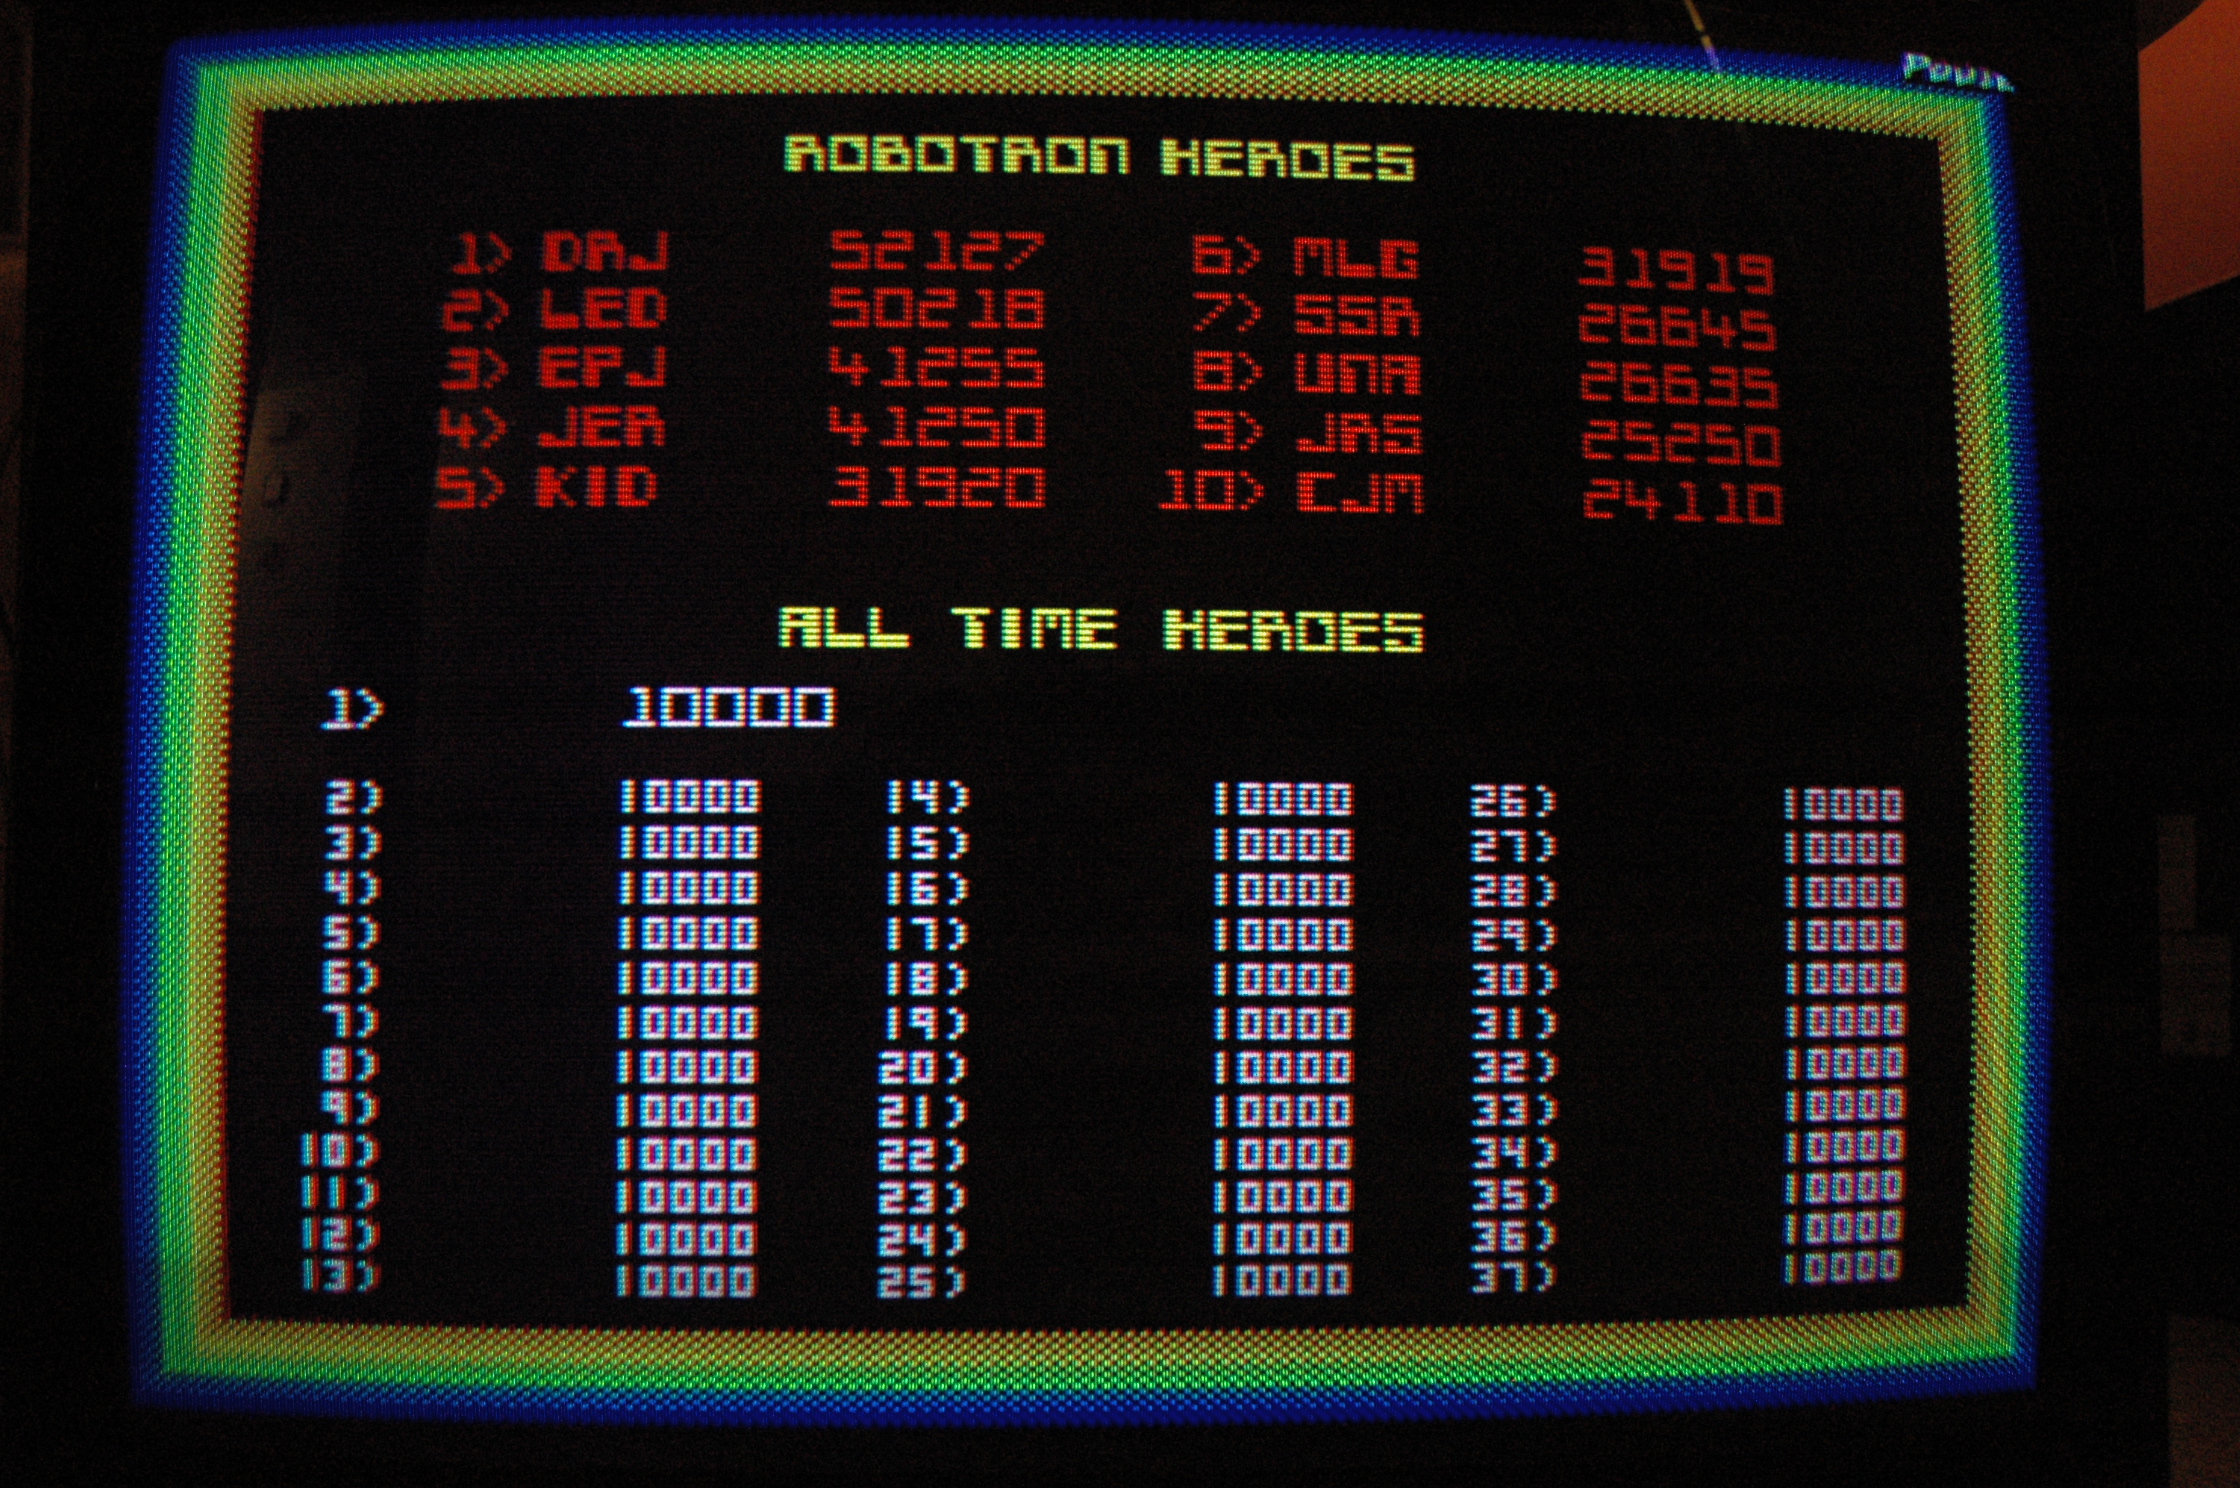 ROBOTRON HEROES
1) DRJ 52127 6) MLG 31919
2) LED 50218 7) SSR 26645
3) EPJ 41255 8) UNA 26635
4) JER 41250 9) JRS 25250
5) KID 31920 10) CJM 24110
ALL TIME HEROES
1) 10000
2) 10000 14) 10000 26) 10000
3) 10000 15) 10000 27) 10000
4) 10000 16) 10000 28) 10000
5) 10000 17) 10000 29) 10000
6) 10000 18) 10000 30) 10000
7) 10000 19) 10000 31) 10000
8) 10000 20) 10000 32) 10000
9) 10000 21) 10000 33) 10000
10) 10000 22) 10000 34) 10000
11) 10000 23) 10000 35) 10000
12) 10000 24) 10000 36) 10000
13) 10000 25) 10000 37) 10000